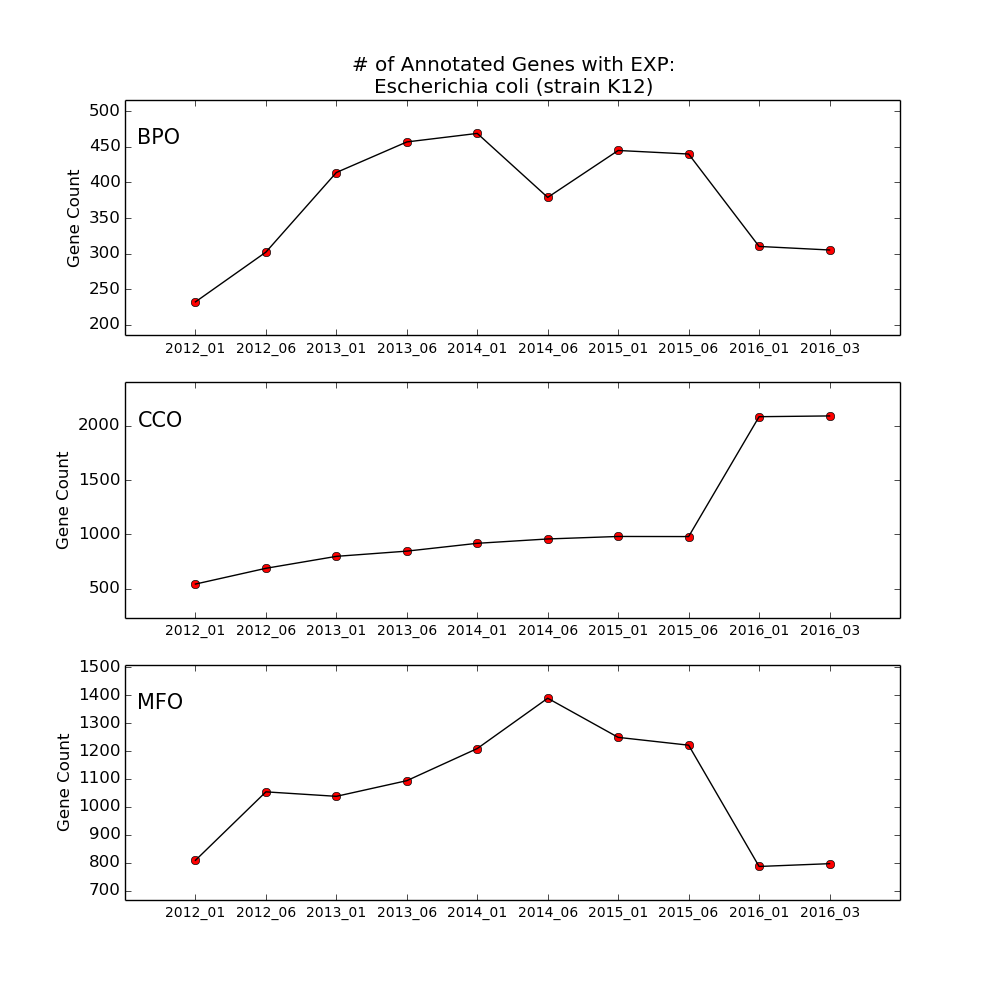 # of Annotated Genes with EXP:
Escherichia coli (strain K12)
BPO
Gene Count
500
450
400
350
300
250
200
2012_01 2012_06 2013_01 2013_06 2014_01 2014_06 2015_01 2015_06 2016_01 2016_03
CCO
Gene Count
2000
1500
1000
500
2012_01 2012_06 2013_01 2013_06 2014_01 2014_06 2015_01 2015_06 2016_01 2016_03
MFO
Gene Count
1500
1400
1300
1200
1100
1000
900
800
700
2012_01 2012_06 2013_01 2013_06 2014_01 2014_06 2015_01 2015_06 2016_01 2016_03